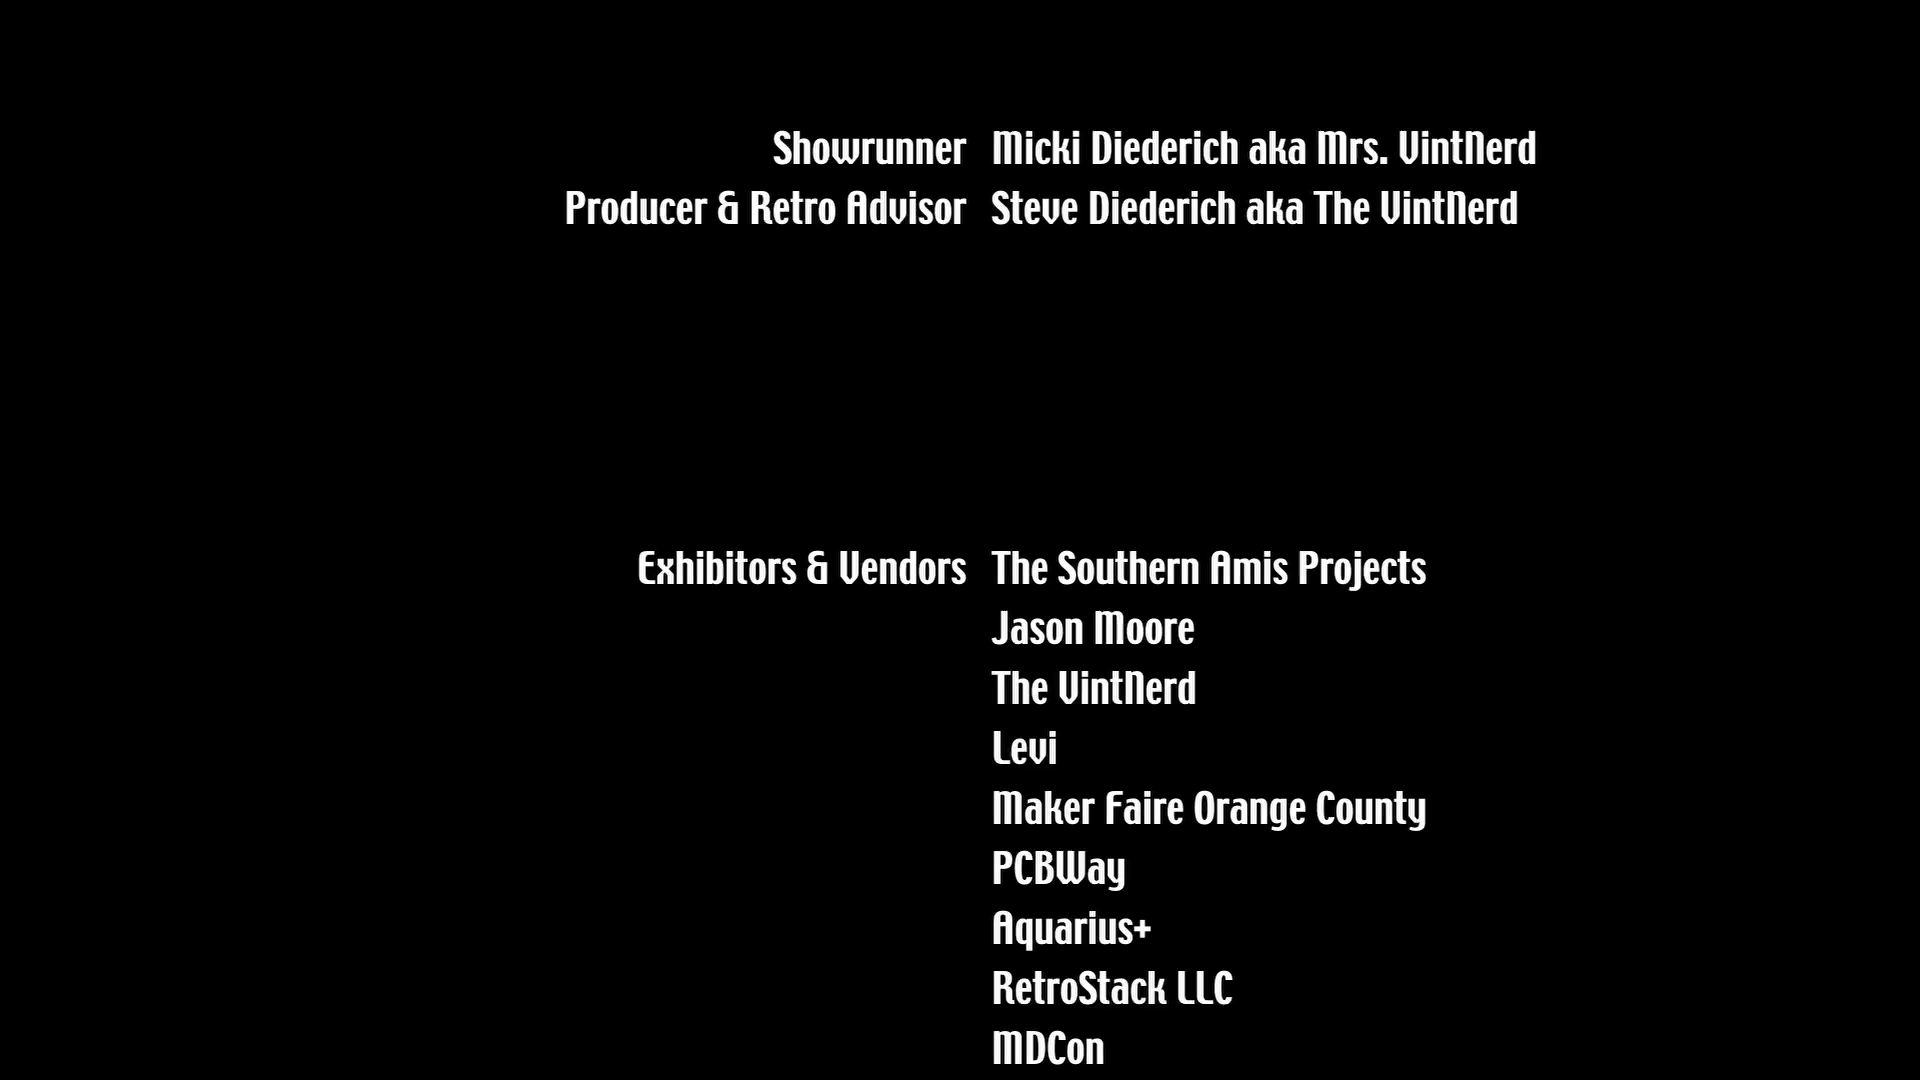 Showrunner Micki Diederich aka Mrs. VintNerd
Producer & Retro Advisor Steve Diederich aka The VintNerd
Exhibitors & Vendors The Southern Amis Projects
Jason Moore
The VintNerd
Levi
Maker Faire Orange County
PCBWay
Aquarius+
RetroStack LLC
MDCon